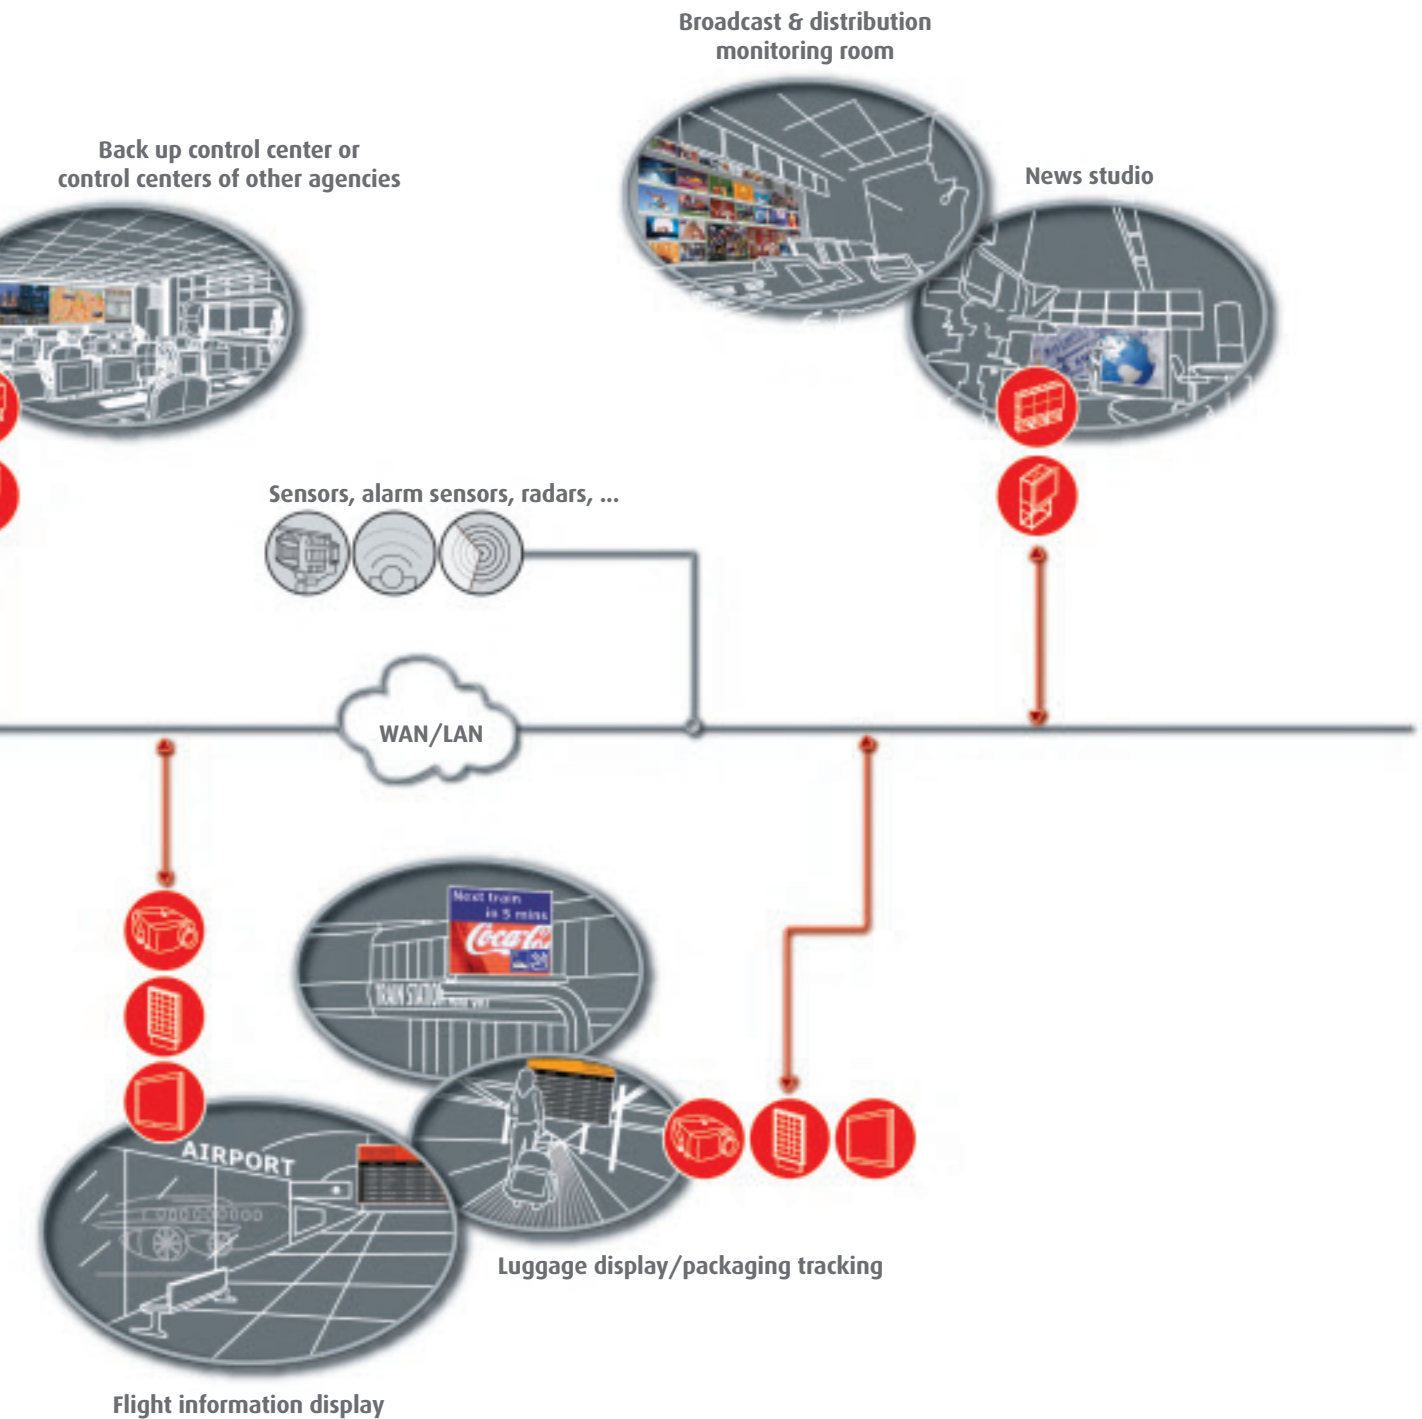 Broadcast & distribution
monitoring room
Back up control center or
control centers of other agencies
News studio
Sensors, alarm sensors, radars, ...
WAN/LAN
Next train
in 5 mins
Coca-Co
TRAIN STATION
AIRPORT
Luggage display/packaging tracking
Flight information display